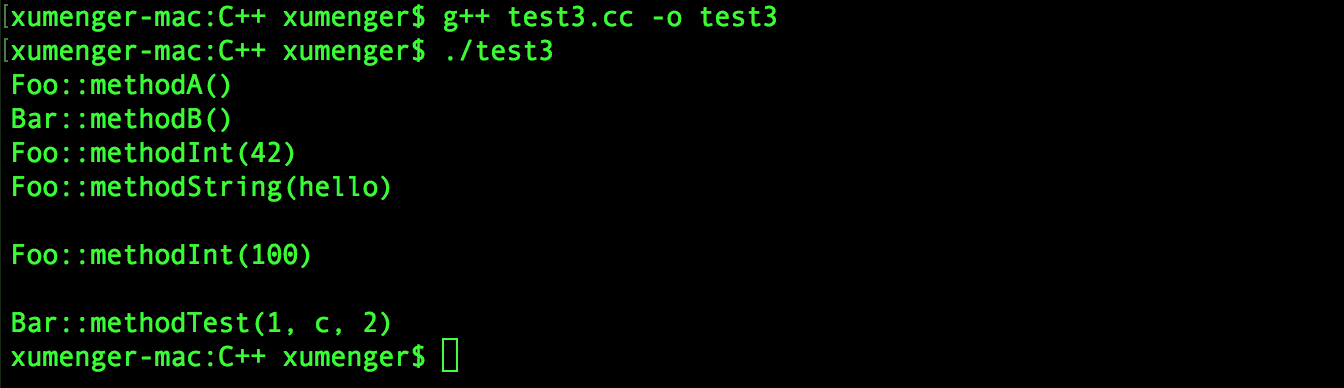 [xumenger-mac:C++ xumenger$ g++ test3.cc -o test3
[xumenger-mac:C++ xumenger$ ./test3
Foo::methodA()
Bar::methodB()
Foo::methodInt(42)
Foo::methodString(hello)
Foo::methodInt(100)
Bar::methodTest(1, c, 2)
xumenger-mac:C++ xumenger$